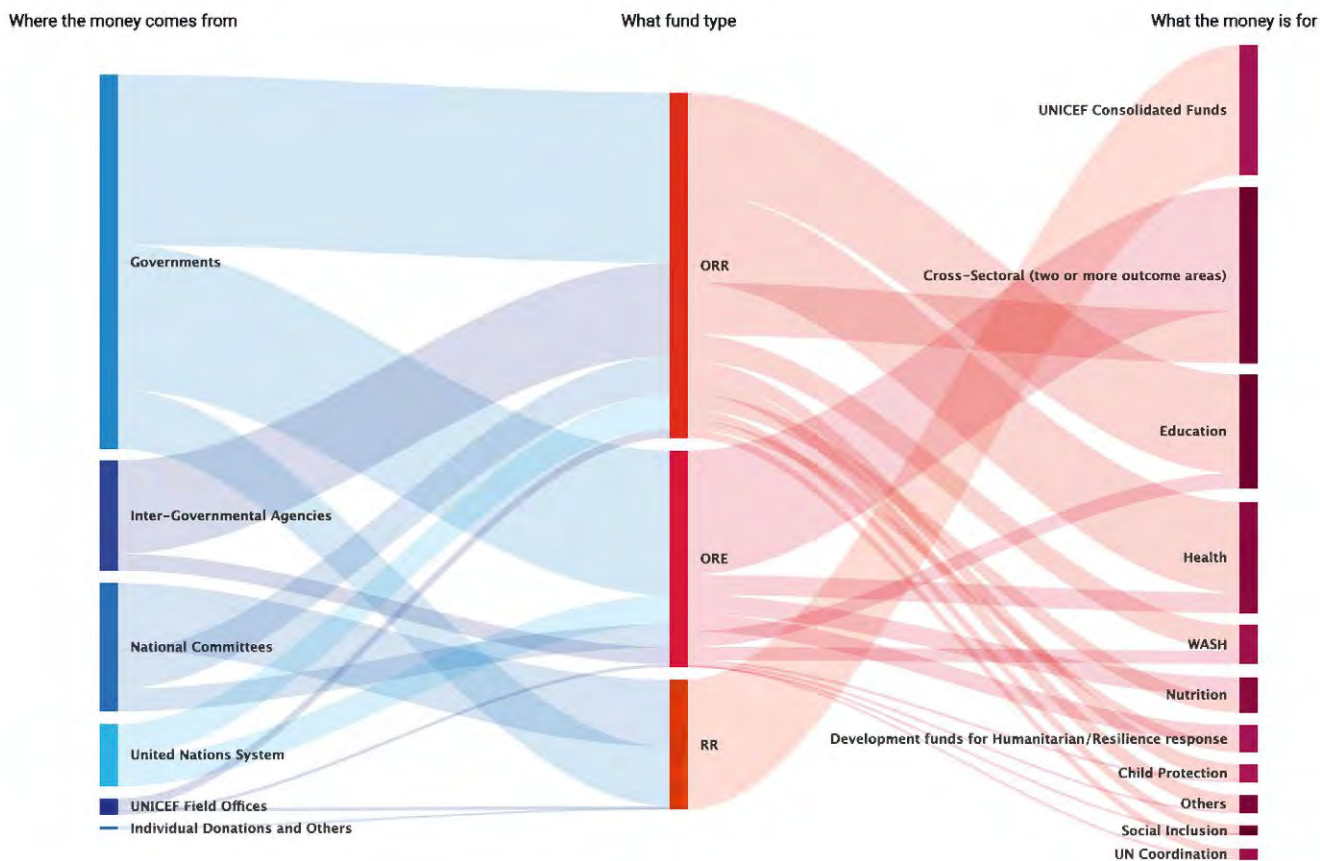 Where the money comes from
What fund type
What the money is for
Governments
Inter-Governmental Agencies
National Committees
United Nations System
UNICEF Field Offices
Individual Donations and Others
ORR
ORE
RR
UNICEF Consolidated Funds
Cross-Sectoral (two or more outcome areas)
Education
Health
WASH
Nutrition
Development funds for Humanitarian/Resilience response
Child Protection
Others
Social Inclusion
UN Coordination